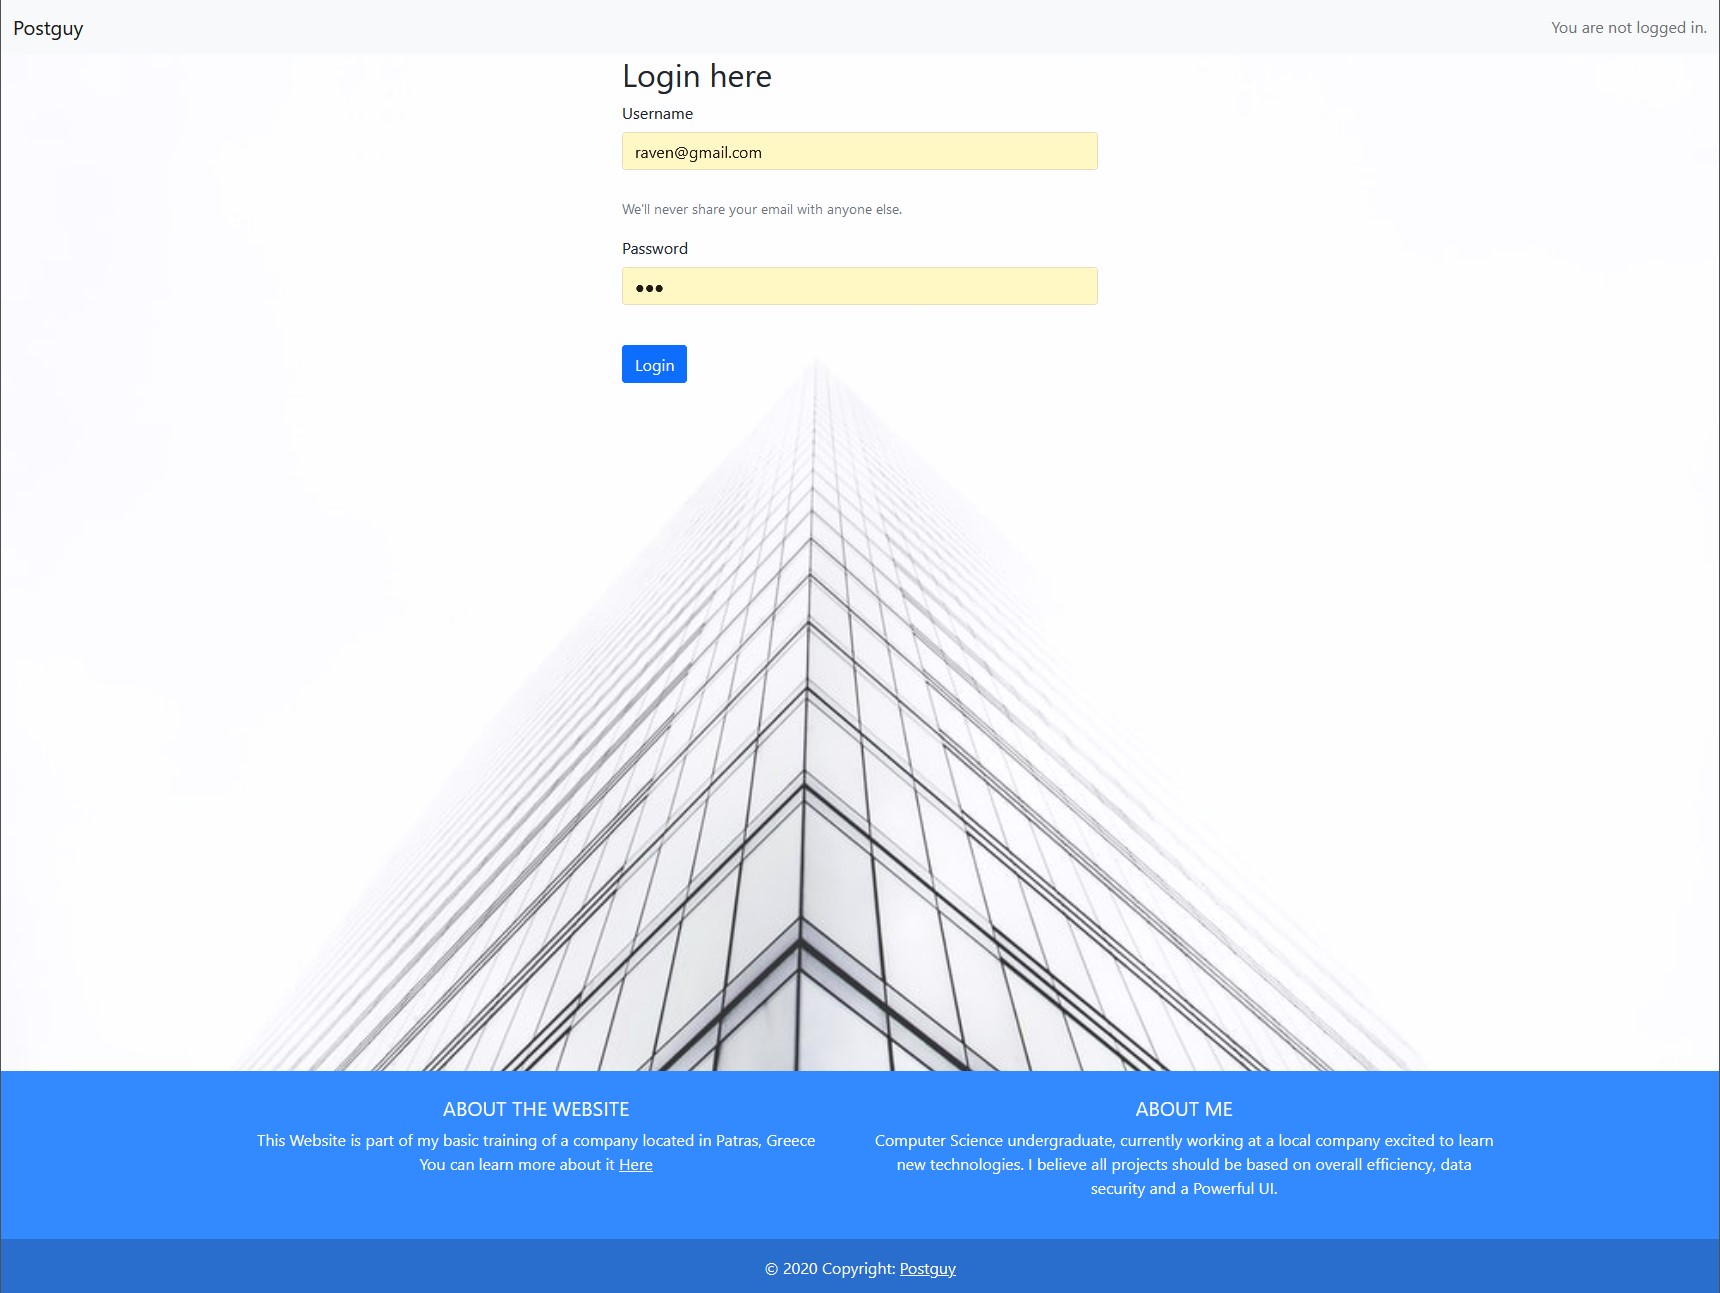 Postguy
You are not logged in.
Login here
Username
raven@gmail.com
We'll never share your email with anyone else.
Password
●●●
Login
ABOUT THE WEBSITE
This Website is part of my basic training of a company located in Patras, Greece
You can learn more about it Here
ABOUT ME
Computer Science undergraduate, currently working at a local company excited to learn
new technologies. I believe all projects should be based on overall efficiency, data
security and a Powerful UI.
© 2020 Copyright: Postguy